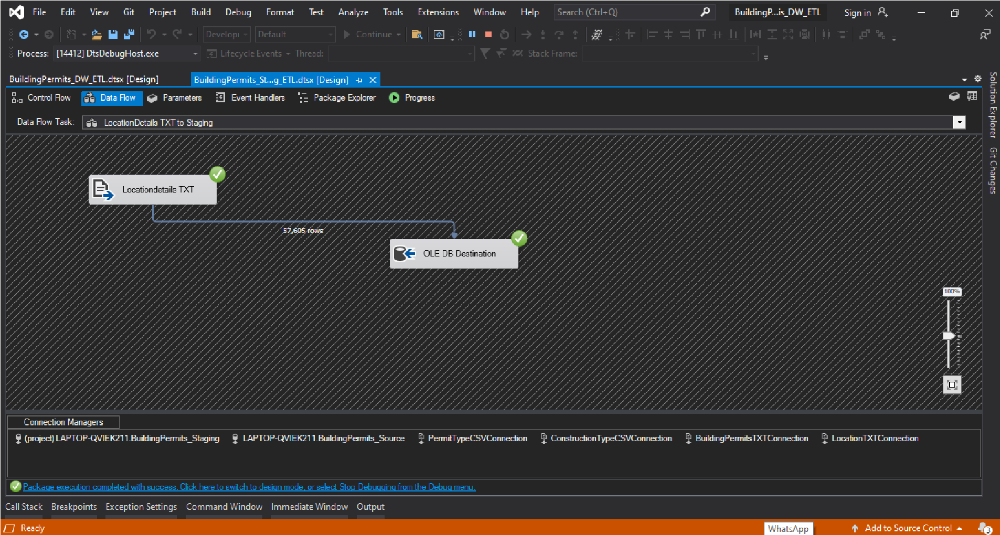 File Edit View Git Project Build Debug Format Test Analyze Tools Extensions Window Help Search (Ctrl+Q) BuildingP...is_DW_ETL Sign in
Developi Default Continue
Process: [14412] DtsDebugHost.exe Lifecycle Events Thread: Stack Frame:
BuildingPermits_DW_ETL.dtsx [Design] BuildingPermits_St...g_ETL.dtsx [Design]
Control Flow Data Flow Parameters Event Handlers Package Explorer Progress
Data Flow Task: LocationDetails TXT to Staging
Solution Explorer
Git Changes
Locationdetails TXT
57,605 rows
OLE DB Destination
100%
Connection Managers
(project) LAPTOP-QVIEK211.BuildingPermits_Staging LAPTOP-QVIEK211.BuildingPermits_Source PermitTypeCSVConnection ConstructionTypeCSVConnection BuildingPermitsTXTConnection LocationTXTConnection
Package execution completed with success. Click here to switch to design mode, or select Stop Debugging from the Debug menu.
Call Stack Breakpoints Exception Settings Command Window Immediate Window Output
Ready WhatsApp Add to Source Control 3